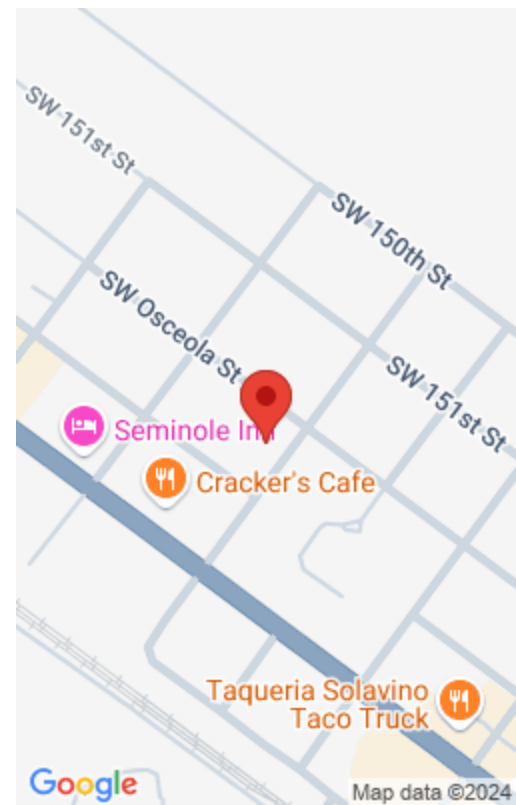 SW 151st St
SW 150th St
SW Osceola St
SW 151st St
Seminole Inn
Cracker's Cafe
Taqueria Solavino
Taco Truck
Google
Map data ©2024